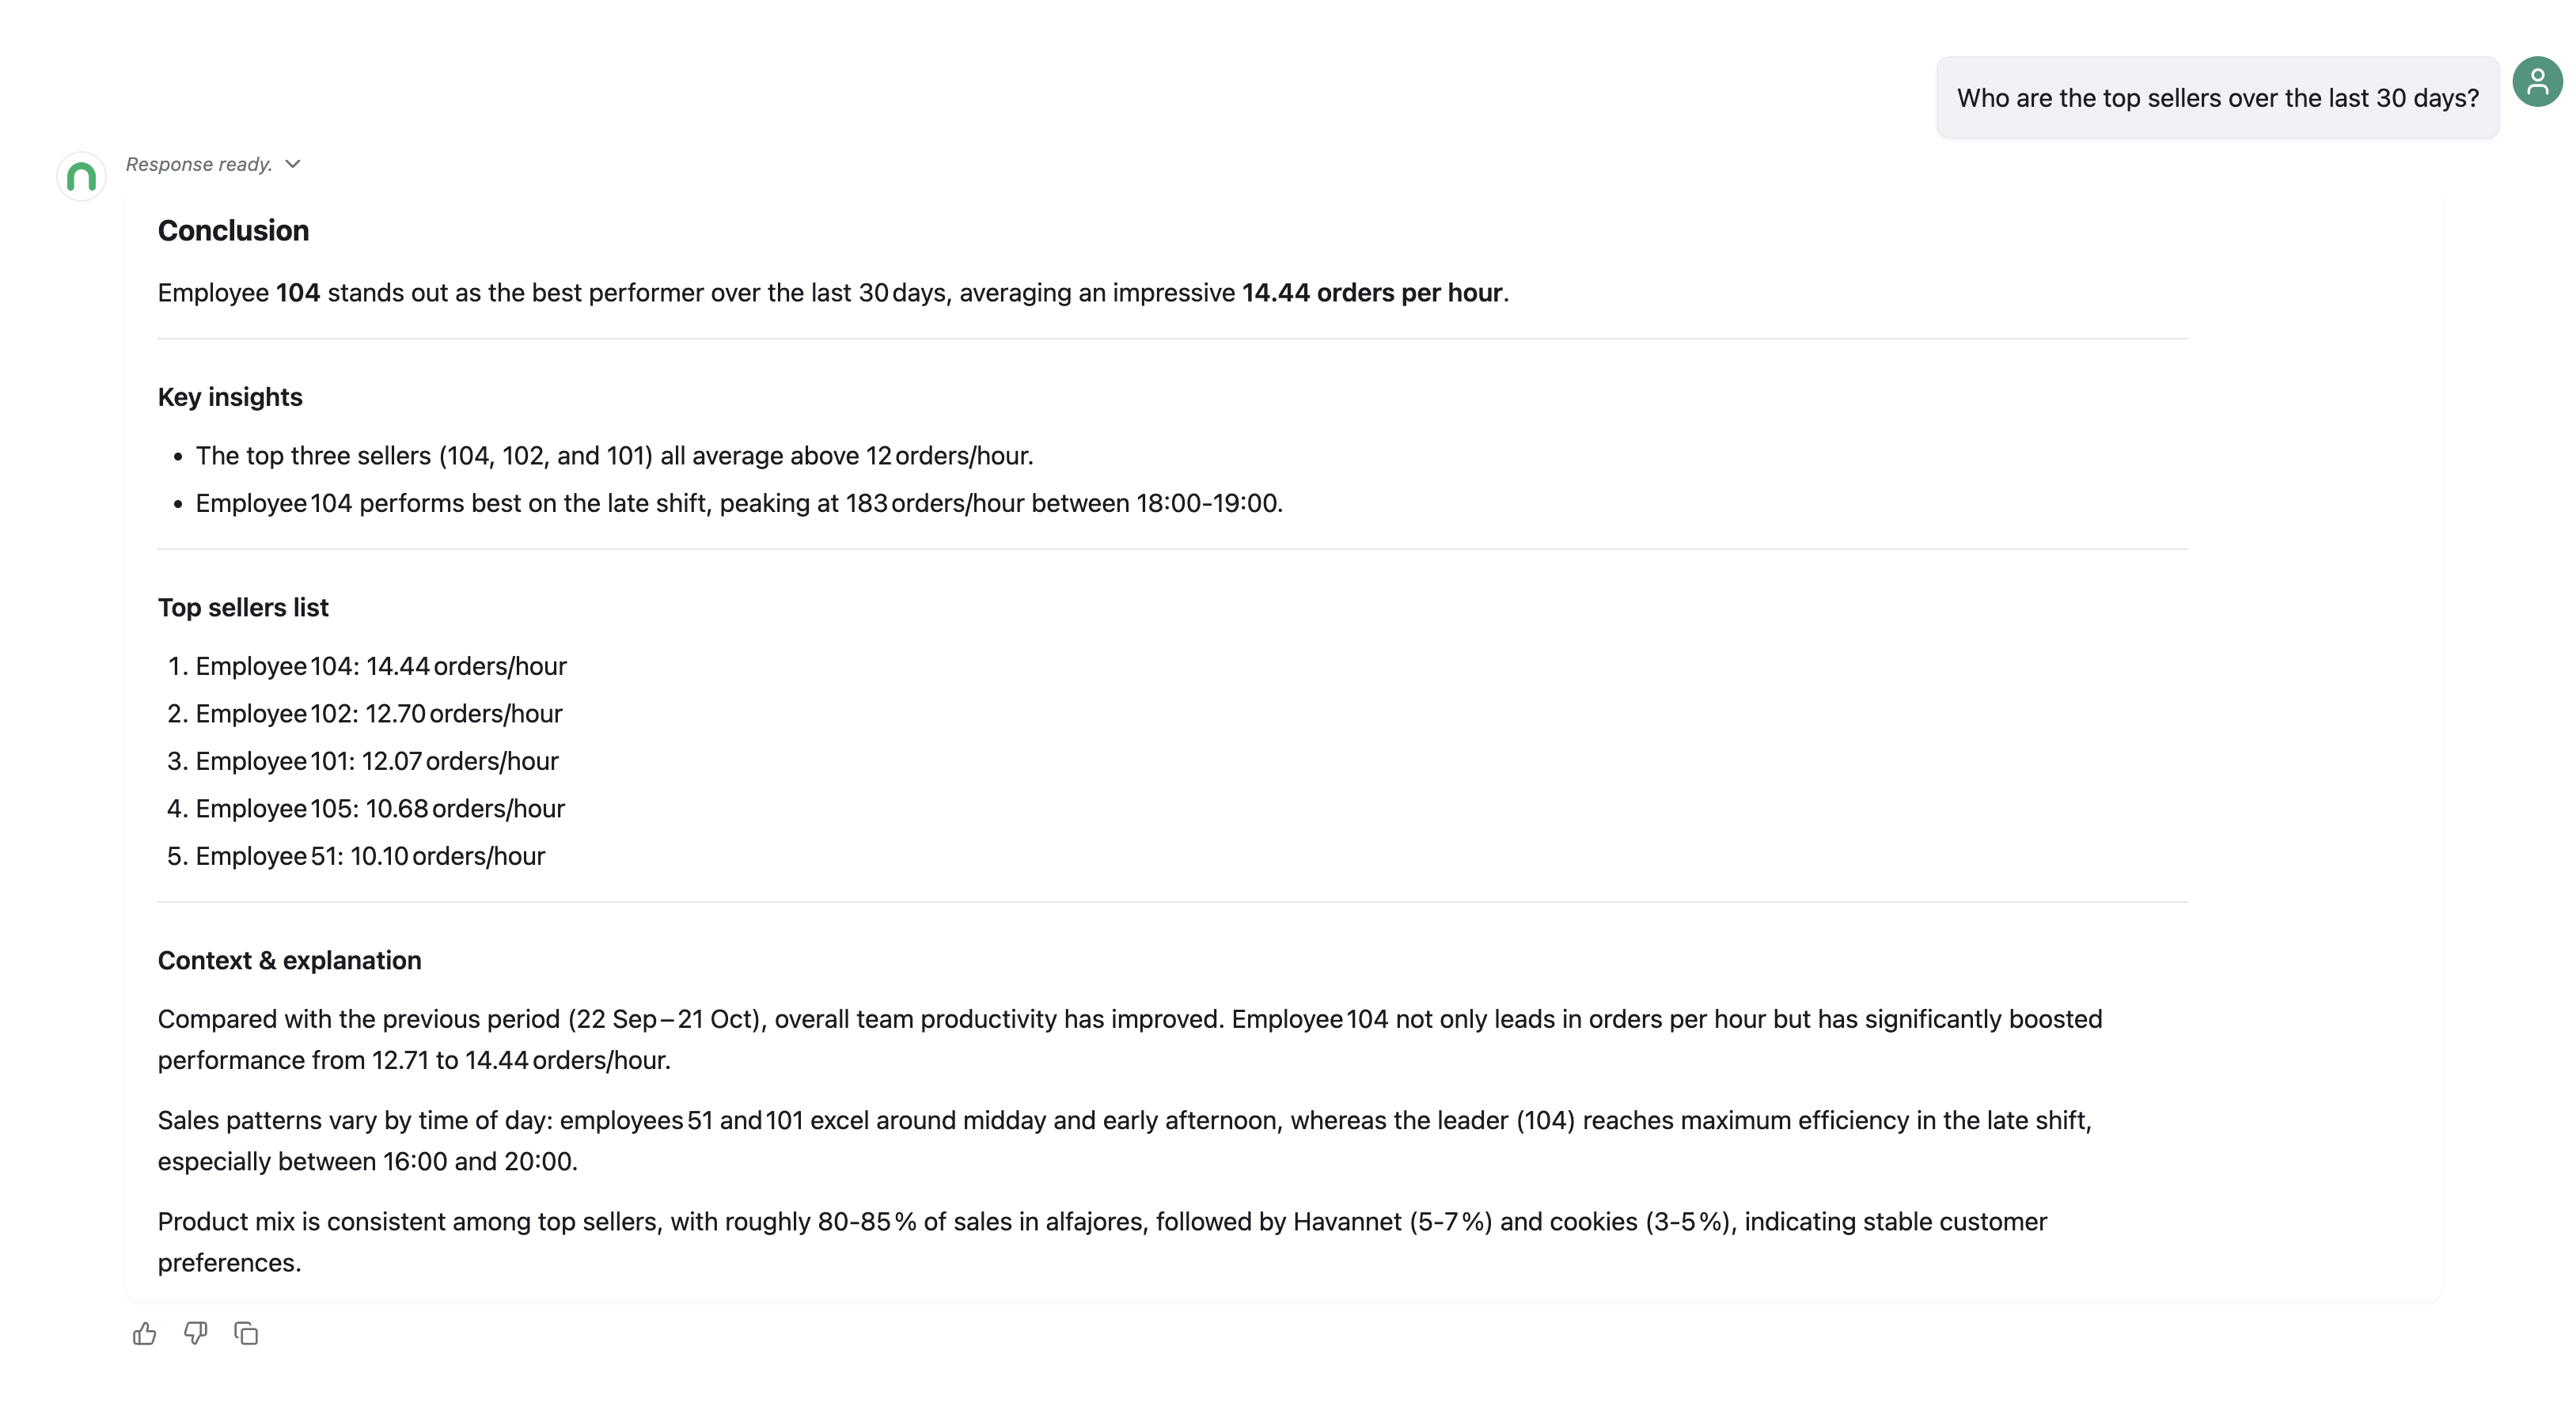 Who are the top sellers over the last 30 days?
Response ready.
Conclusion
Employee 104 stands out as the best performer over the last 30 days, averaging an impressive 14.44 orders per hour.
Key insights
• The top three sellers (104, 102, and 101) all average above 12 orders/hour.
• Employee 104 performs best on the late shift, peaking at 183 orders/hour between 18:00-19:00.
Top sellers list
1. Employee 104: 14.44 orders/hour
2. Employee 102: 12.70 orders/hour
3. Employee 101: 12.07 orders/hour
4. Employee 105: 10.68 orders/hour
5. Employee 51: 10.10 orders/hour
Context & explanation
Compared with the previous period (22 Sep – 21 Oct), overall team productivity has improved. Employee 104 not only leads in orders per hour but has significantly boosted
performance from 12.71 to 14.44 orders/hour.
Sales patterns vary by time of day: employees 51 and 101 excel around midday and early afternoon, whereas the leader (104) reaches maximum efficiency in the late shift,
especially between 16:00 and 20:00.
Product mix is consistent among top sellers, with roughly 80-85 % of sales in alfajores, followed by Havannet (5-7 %) and cookies (3-5 %), indicating stable customer
preferences.